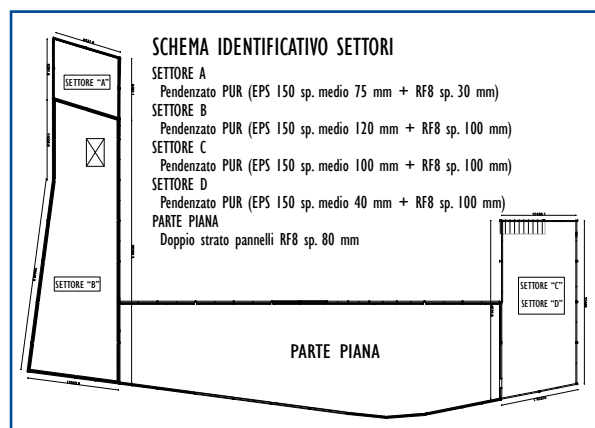 SCHEMA IDENTIFICATIVO SETTORI
SETTORE A
Pendenzato PUR (EPS 150 sp. medio 75 mm + RF8 sp. 30 mm)
SETTORE B
Pendenzato PUR (EPS 150 sp. medio 120 mm + RF8 sp. 100 mm)
SETTORE C
Pendenzato PUR (EPS 150 sp. medio 100 mm + RF8 sp. 100 mm)
SETTORE D
Pendenzato PUR (EPS 150 sp. medio 40 mm + RF8 sp. 100 mm)
PARTE PIANA
Doppio strato pannelli RF8 sp. 80 mm
SETTORE "A"
SETTORE "B"
SETTORE "C"
SETTORE "D"
PARTE PIANA